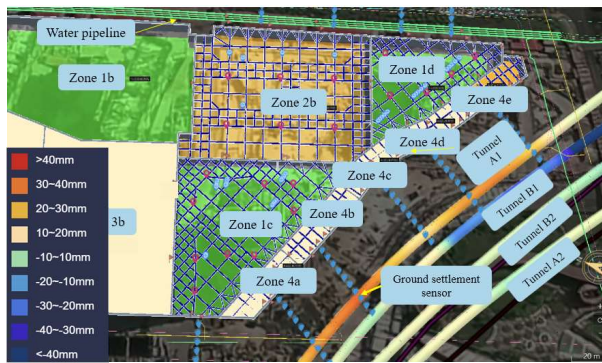 Water pipeline
Zone 1b
Zone 1d
Zone 2b
Zone 4e
Zone 4d
Tunnel
A1
Zone 4c
Tunnel B1
3b
Zone 1c
Zone 4b
Tunnel B2
Tunnel A2
Zone 4a
Ground settlement
sensor
>40mm
30~40mm
20~30mm
10~20mm
-10~10mm
-20~-10mm
-30~-20mm
-40~-30mm
<-40mm
20 m